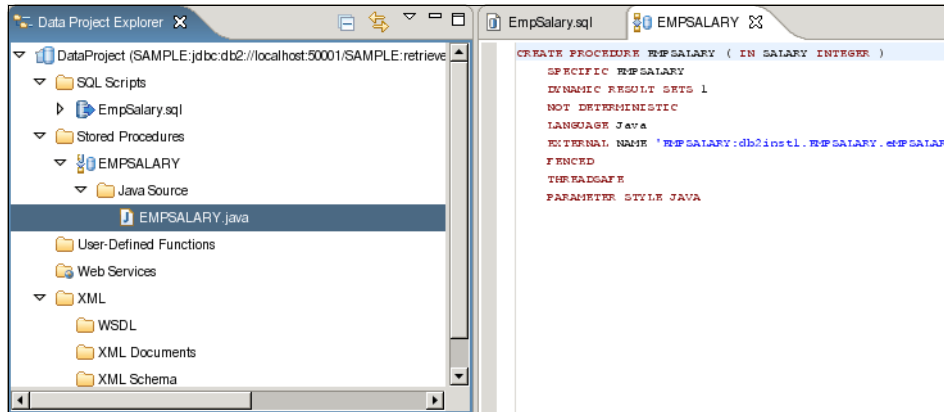 Data Project Explorer
DataProject (SAMPLE:jdbc:db2://localhost:50001/SAMPLE:retrieve
SQL Scripts
EmpSalary.sql
Stored Procedures
EMPSALARY
Java Source
EMPSALARY.java
User-Defined Functions
Web Services
XML
WSDL
XML Documents
XML Schema
EmpSalary.sql
EMPSALARY
CREATE PROCEDURE EMPSALARY ( IN SALARY INTEGER )
SPECIFIC EMPSALARY
DYNAMIC RESULT SETS 1
NOT DETERMINISTIC
LANGUAGE Java
EXTERNAL NAME 'EMPSALARY:db2inst1.EMPSALARY.eMPSALAR
FENCED
THREADSAFE
PARAMETER STYLE JAVA